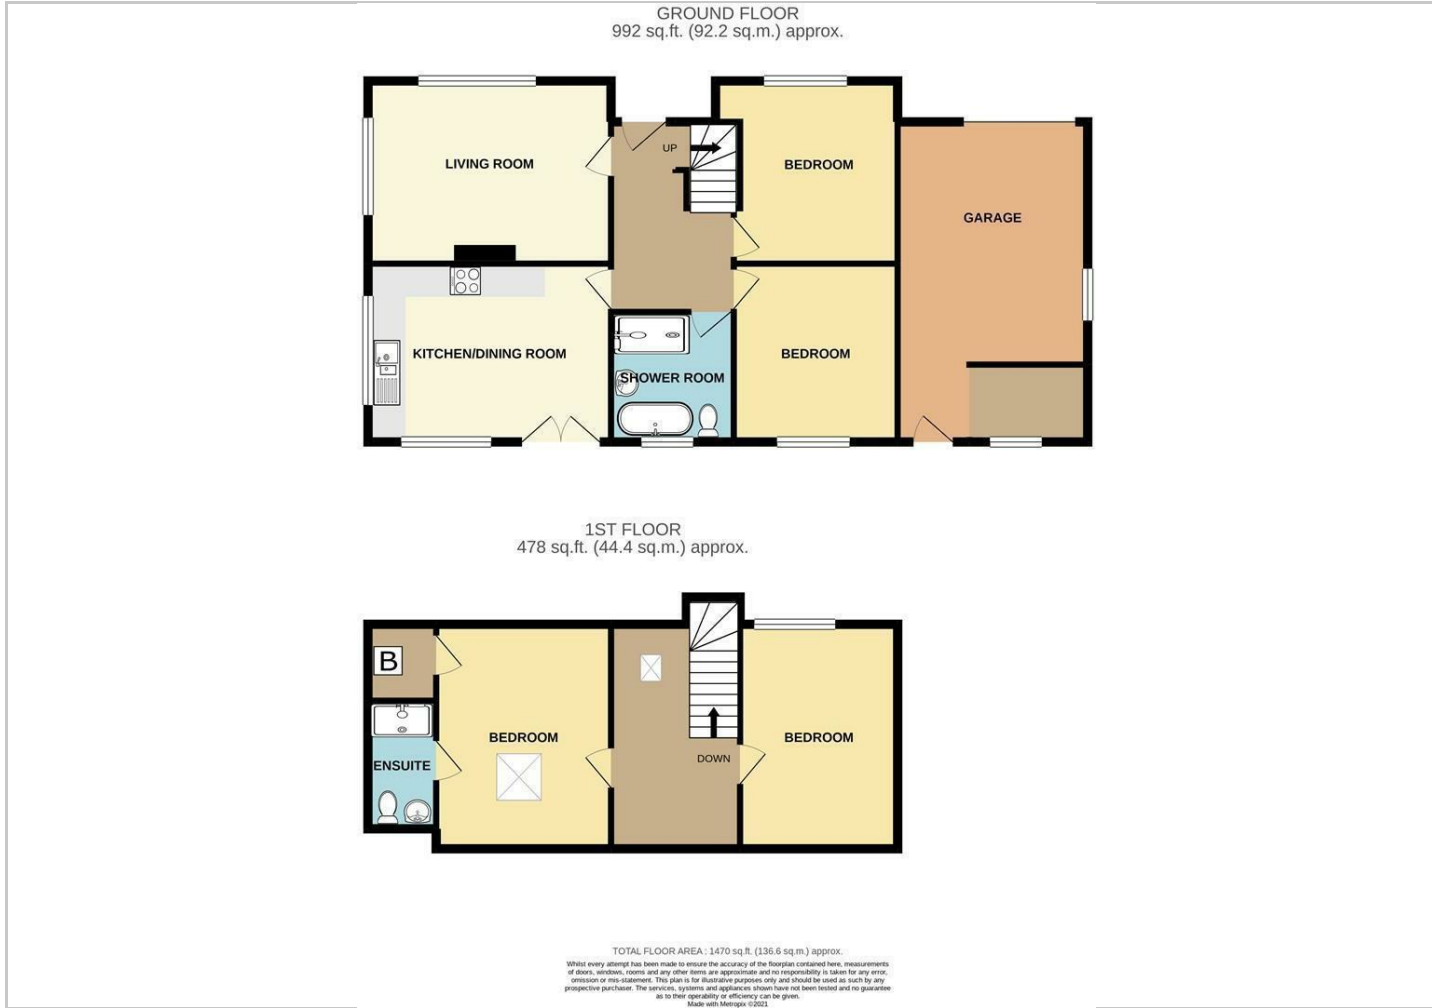 GROUND FLOOR
992 sq.ft. (92.2 sq.m.) approx.
LIVING ROOM
UP
BEDROOM
GARAGE
KITCHEN/DINING ROOM
SHOWER ROOM
BEDROOM
1ST FLOOR
478 sq.ft. (44.4 sq.m.) approx.
B
BEDROOM
ENSUITE
DOWN
BEDROOM
TOTAL FLOOR AREA : 1470 sq.ft. (136.6 sq.m.) approx.
Whilst every attempt has been made to ensure the accuracy of the floorplan contained here, measurements
of doors, windows, rooms and any other items are approximate and no responsibility is taken for any error,
omission or mis-statement. This plan is for illustrative purposes only and should be used as such by any
prospective purchaser. The services, systems and appliances shown have not been tested and no guarantee
as to their operability or efficiency can be given.
Made with Metropix ©2021